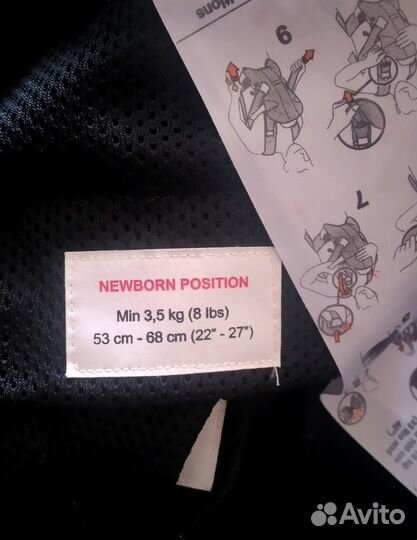 NEWBORN POSITION
Min 3,5 kg (8 lbs)
53 cm - 68 cm (22" - 27")
6
7
Avito